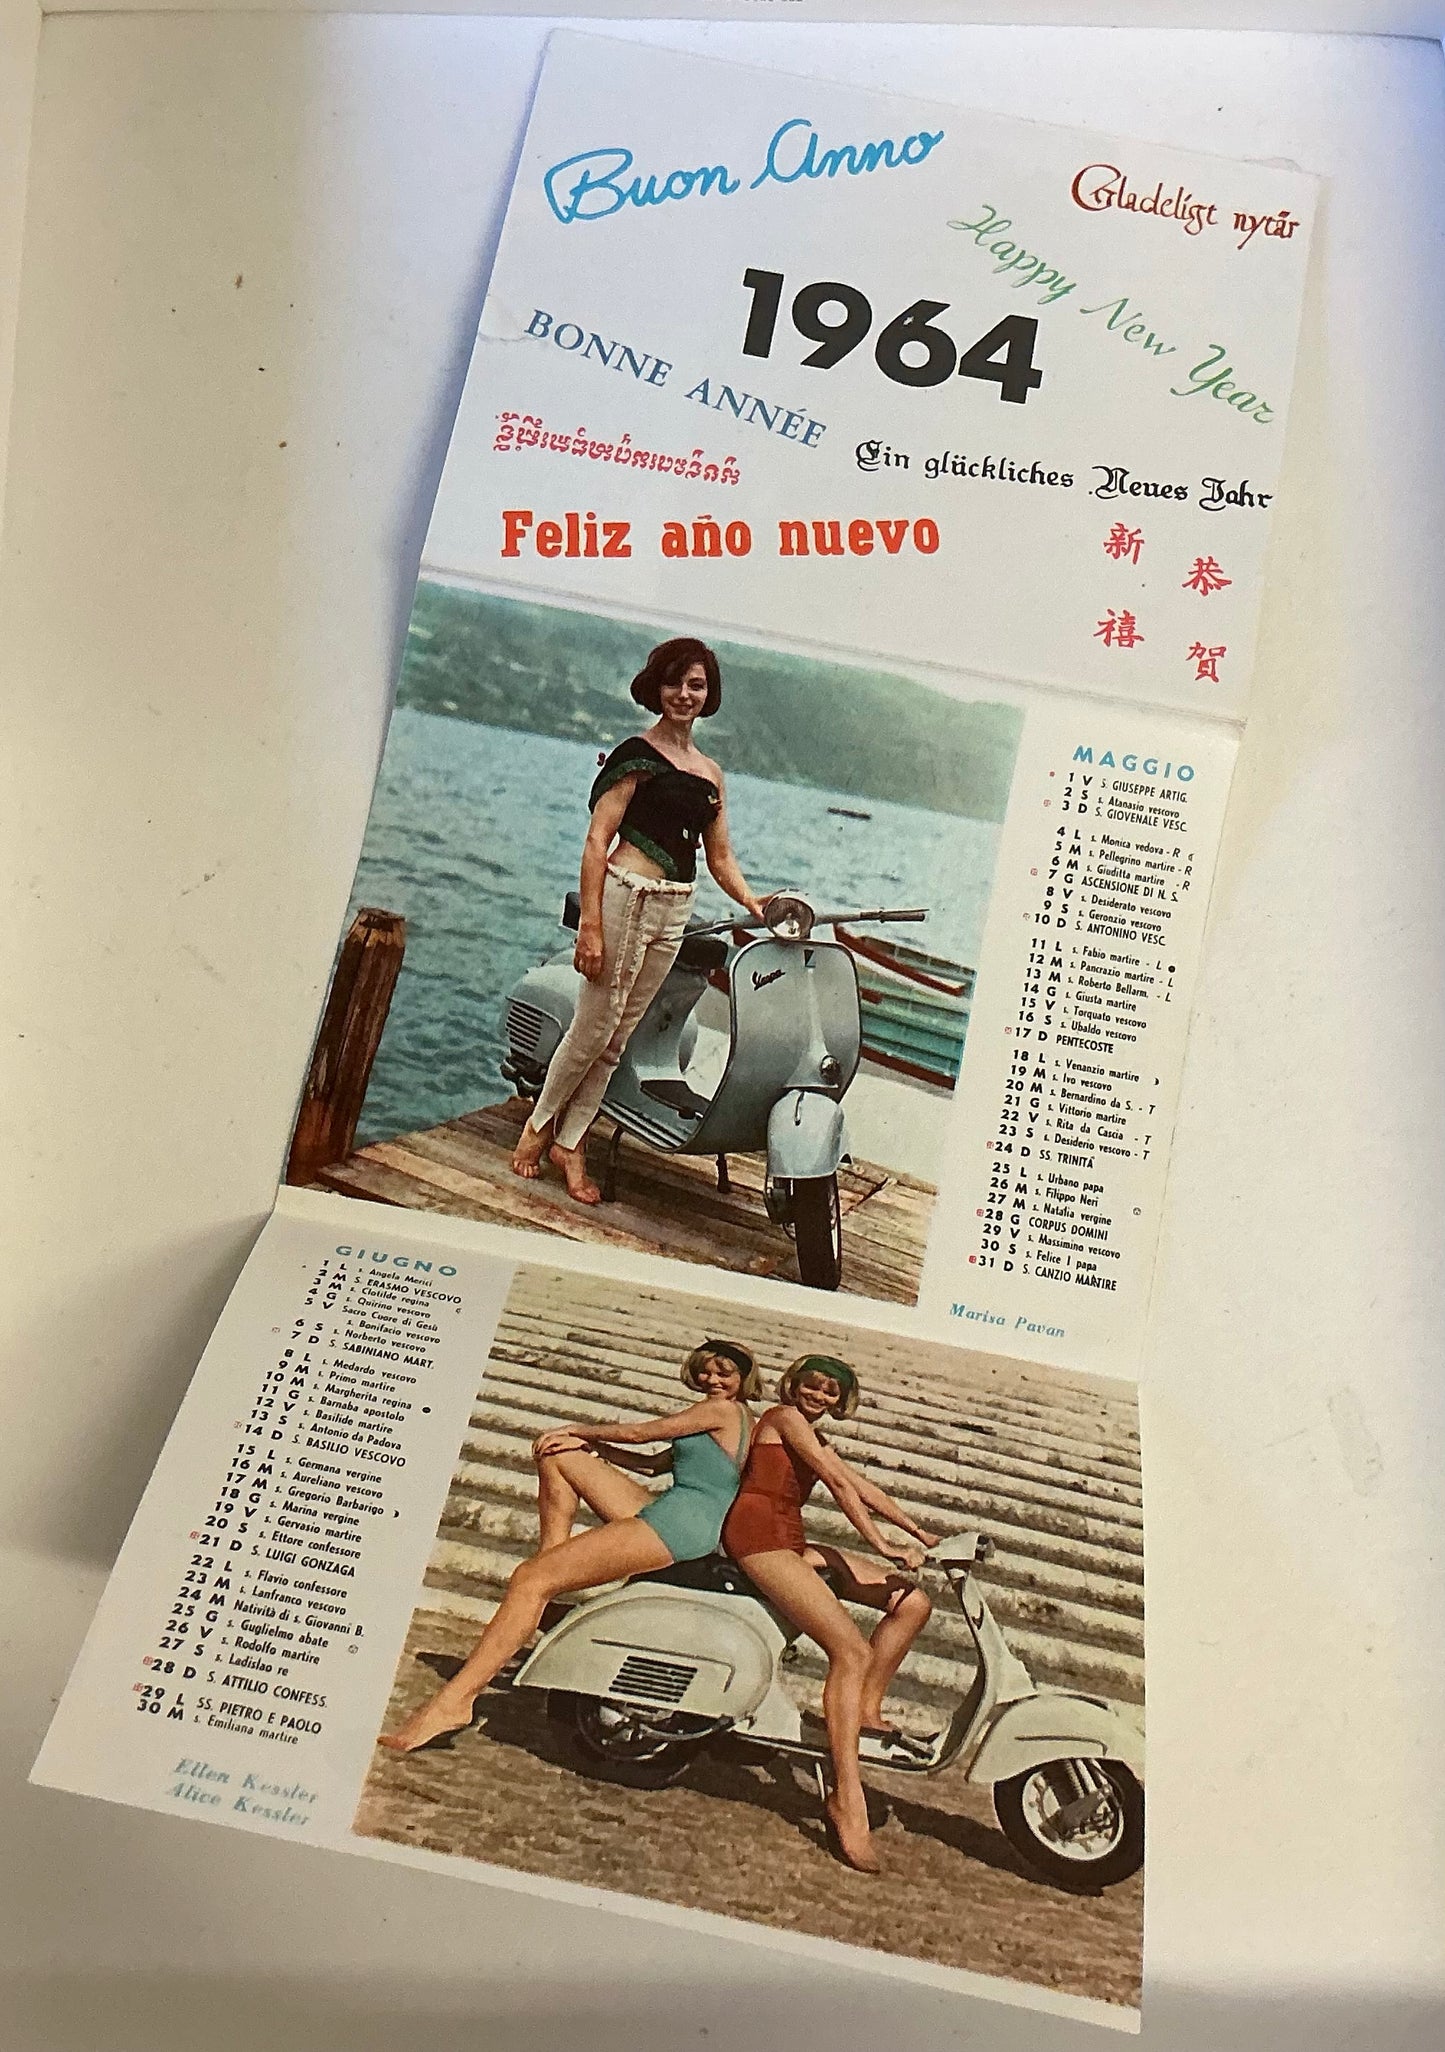 Buon Anno
Gladeligt nytår
Happy New Year
1964
BONNE ANNÉE
Ein glückliches Neues Jahr
Feliz año nuevo
恭賀
新禧
Vespa
MAGGIO
1 V S. GIUSEPPE ARTIG.
2 S s. Atanasio vescovo
3 D S. GIOVENALE VESC.
4 L s. Monica vedova - R
5 M s. Pellegrino martire - R
6 M s. Giuditta martire - R
7 G ASCENSIONE DI N. S.
8 V s. Desiderato vescovo
9 S s. Geronzio vescovo
10 D S. ANTONINO VESC.
11 L s. Fabio martire - L
12 M s. Pancrazio martire - L
13 M s. Roberto Bellarm. - L
14 G s. Giusta martire
15 V s. Torquato vescovo
16 S s. Ubaldo vescovo
17 D PENTECOSTE
18 L s. Venanzio martire
19 M s. Ivo vescovo
20 M s. Bernardino da S. - T
21 G s. Vittorio martire
22 V s. Rita da Cascia - T
23 S s. Desiderio vescovo - T
24 D SS. TRINITÀ
25 L s. Urbano papa
26 M s. Filippo Neri
27 M s. Natalia vergine
28 G CORPUS DOMINI
29 V s. Massimino vescovo
30 S s. Felice I papa
31 D S. CANZIO MARTIRE
Marisa Pavan
GIUGNO
1 L s. Angela Merici
2 M S. ERASMO VESCOVO
3 M s. Clotilde regina
4 G s. Quirino vescovo
5 V Sacro Cuore di Gesù
s. Bonifacio vescovo
6 S s. Norberto vescovo
7 D S. SABINIANO MART.
8 L s. Medardo vescovo
9 M s. Primo martire
10 M s. Margherita regina
11 G s. Barnaba apostolo
12 V s. Basilide martire
13 S s. Antonio da Padova
14 D S. BASILIO VESCOVO
15 L s. Germana vergine
16 M s. Aureliano vescovo
17 M s. Gregorio Barbarigo
18 G s. Marina vergine
19 V s. Gervasio martire
20 S s. Ettore confessore
21 D S. LUIGI GONZAGA
22 L s. Flavio confessore
23 M s. Lanfranco vescovo
24 M Natività di s. Giovanni B.
25 G s. Guglielmo abate
26 V s. Rodolfo martire
27 S s. Ladislao re
28 D S. ATTILIO CONFESS.
29 L SS. PIETRO E PAOLO
30 M s. Emiliana martire
Ellen Kessler
Alice Kessler